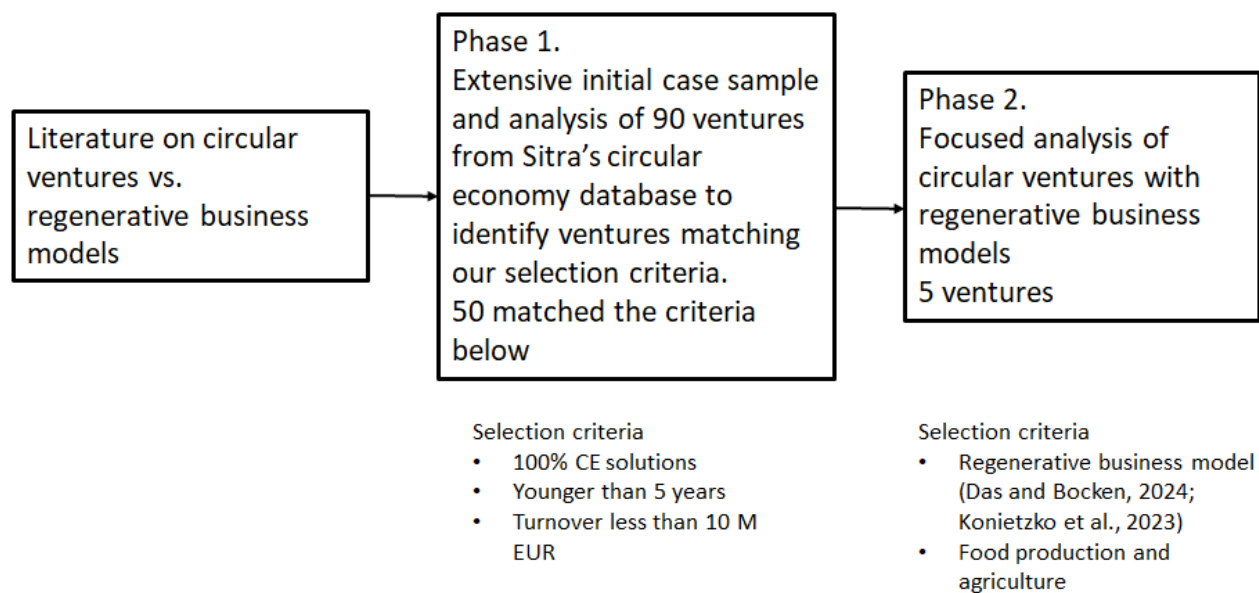 Literature on circular
ventures vs.
regenerative business
models
Phase 1.
Extensive initial case sample
and analysis of 90 ventures
from Sitra's circular
economy database to
identify ventures matching
our selection criteria.
50 matched the criteria
below
Phase 2.
Focused analysis of
circular ventures with
regenerative business
models
5 ventures
Selection criteria
• 100% CE solutions
• Younger than 5 years
• Turnover less than 10 M
EUR
Selection criteria
• Regenerative business model
(Das and Bocken, 2024;
Konietzko et al., 2023)
• Food production and
agriculture